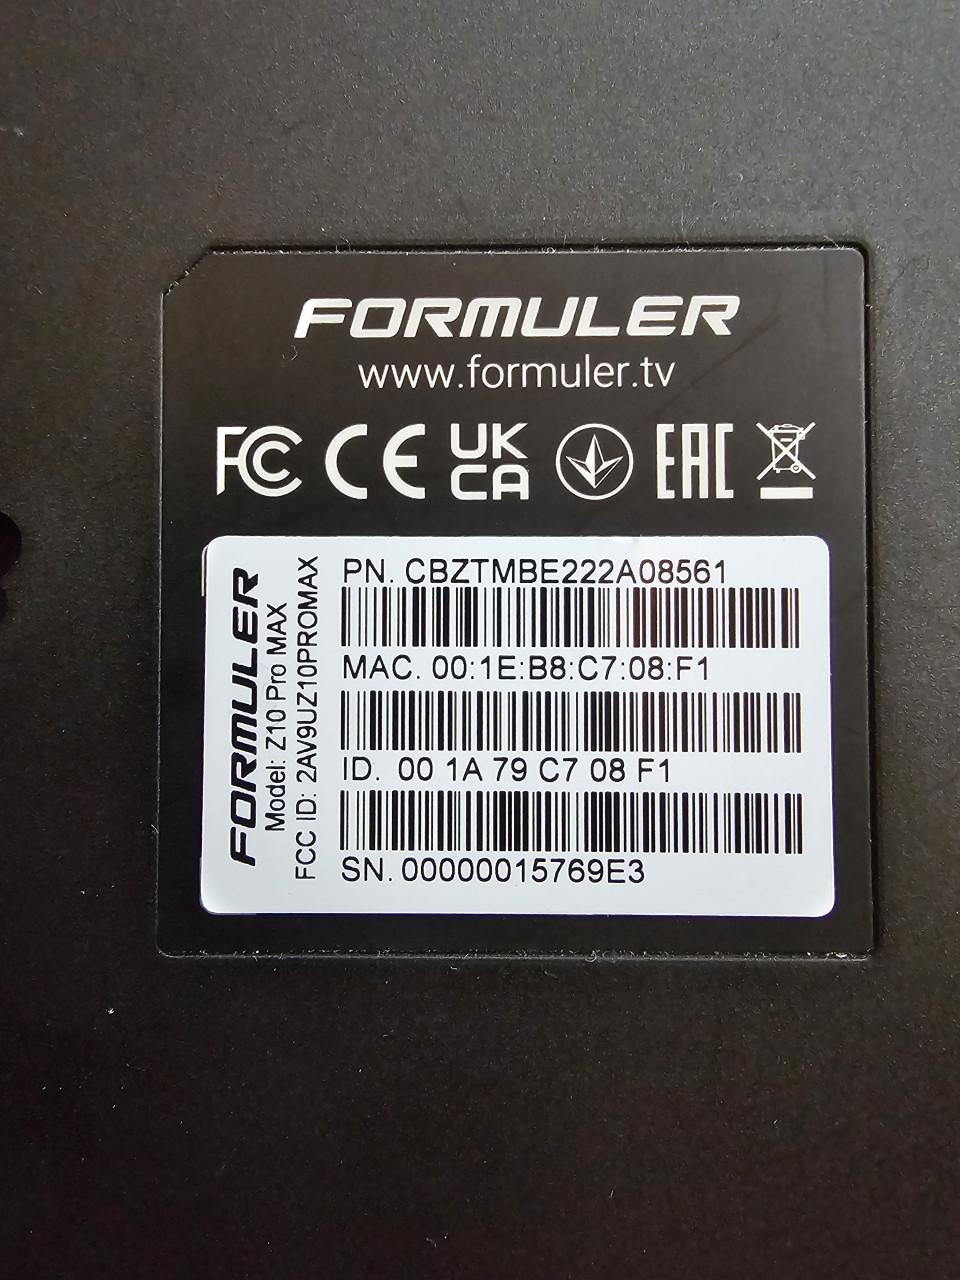 FORMULER
www.formuler.tv
FC CE UK CA EAC
FORMULER
Model: Z10 Pro MAX
FCC ID: 2AV9UZ10PROMAX
PN. CBZTMBE222A08561
MAC. 00:1E:B8:C7:08:F1
ID. 00 1A 79 C7 08 F1
SN. 00000015769E3